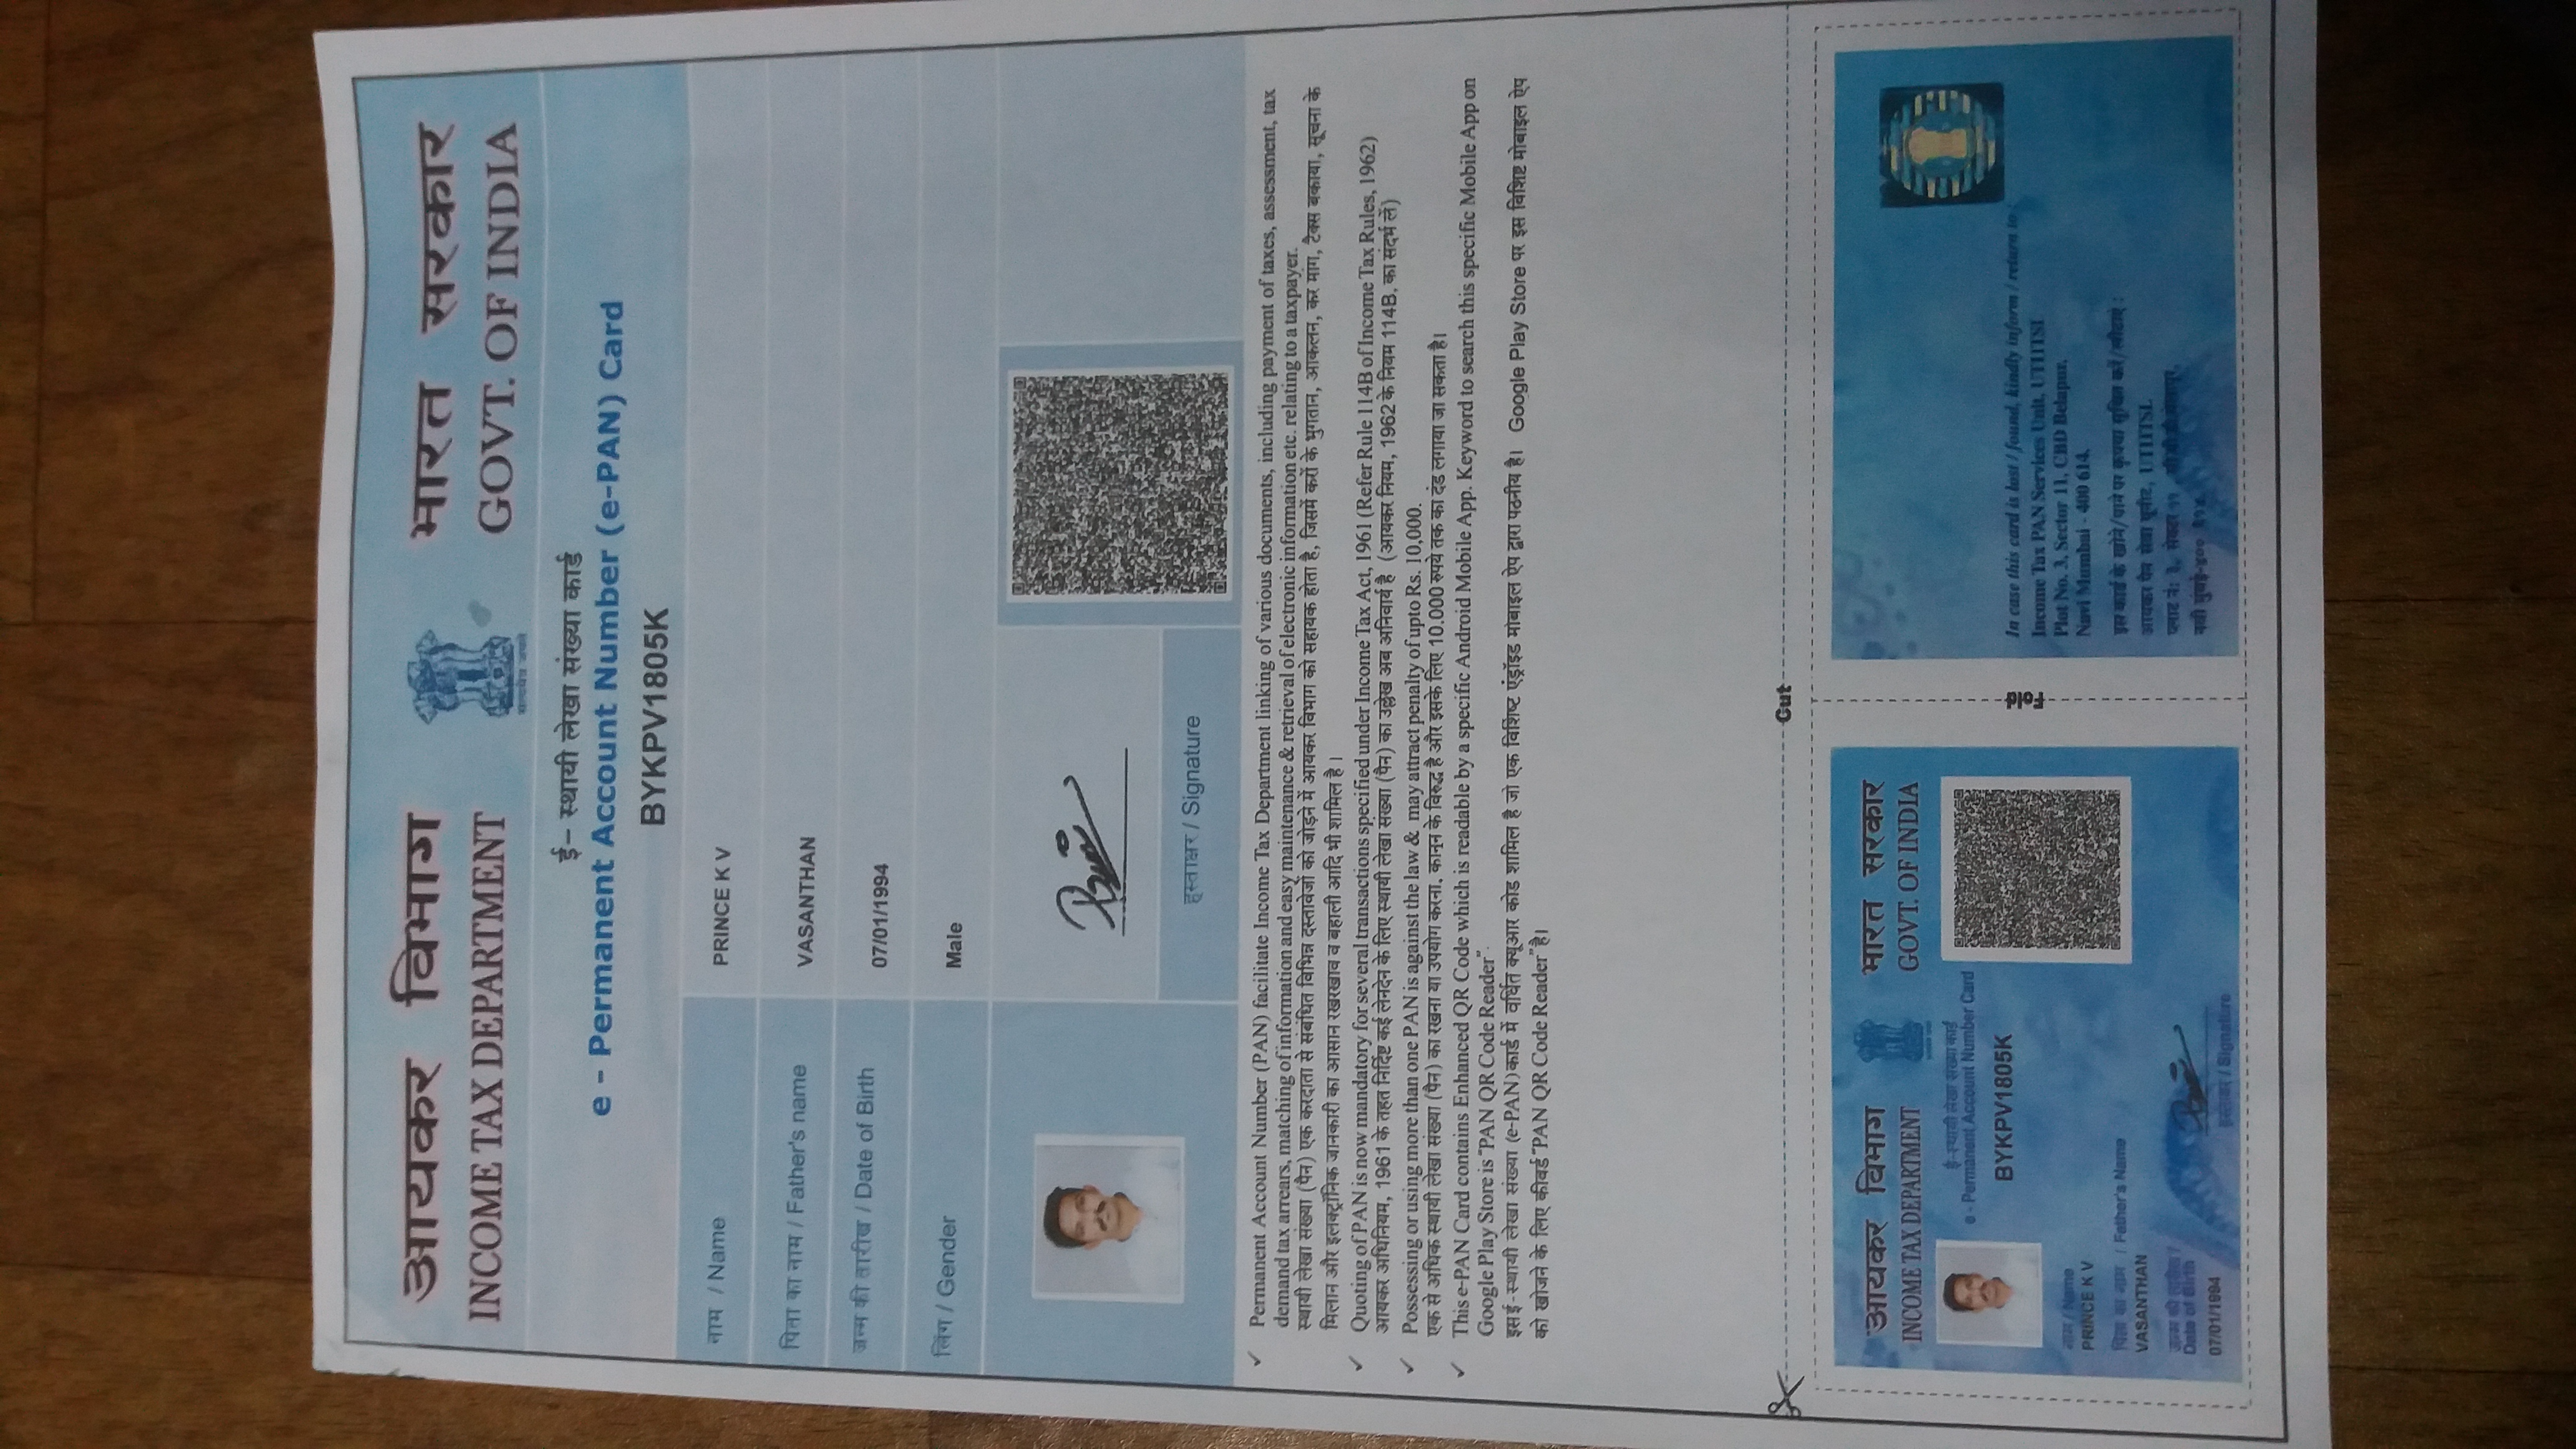 आयकर विभाग
INCOME TAX DEPARTMENT
सत्यमेव जयते
भारत सरकार
GOVT. OF INDIA
ई- स्थायी लेखा संख्या कार्ड
e - Permanent Account Number (e-PAN) Card
BYKPV1805K
नाम / Name
PRINCE K V
पिता का नाम / Father's name
VASANTHAN
जन्म की तारीख / Date of Birth
07/01/1994
लिंग / Gender
Male
हस्ताक्षर / Signature
✓ Permanent Account Number (PAN) facilitate Income Tax Department linking of various documents, including payment of taxes, assessment, tax
demand tax arrears, matching of information and easy maintenance & retrieval of electronic information etc. relating to a taxpayer.
स्थायी लेखा संख्या (पैन) एक करदाता से संबंधित विभिन्न दस्तावेजों को जोड़ने में आयकर विभाग को सहायक होता है, जिसमें करों के भुगतान, आकलन, कर मांग, टैक्स बकाया, सूचना के
मिलान और इलक्ट्रॉनिक जानकारी का आसान रखरखाव व बहाली आदि भी शामिल है ।
✓ Quoting of PAN is now mandatory for several transactions specified under Income Tax Act, 1961 (Refer Rule 114B of Income Tax Rules, 1962)
आयकर अधिनियम, 1961 के तहत निर्दिष्ट कई लेनदेन के लिए स्थायी लेखा संख्या (पैन) का उल्लेख अब अनिवार्य है (आयकर नियम, 1962 के नियम 114B, का संदर्भ लें)
✓ Possessing or using more than one PAN is against the law & may attract penalty of upto Rs. 10,000.
एक से अधिक स्थायी लेखा संख्या (पैन) का रखना या उपयोग करना, कानून के विरुद्ध है और इसके लिए 10,000 रुपये तक का दंड लगाया जा सकता है।
✓ This e-PAN Card contains Enhanced QR Code which is readable by a specific Android Mobile App. Keyword to search this specific Mobile App on
Google Play Store is "PAN QR Code Reader".
इसई-स्थायी लेखा संख्या (e-PAN)कार्ड में वर्धित क्यूआर कोड शामिल है जो एक विशिष्ट एंड्रॉइड मोबाइल ऐप द्वारा पठनीय है। Google Play Store पर इस विशिष्ट मोबाइल ऐप
को खोजने के लिए कीवर्ड "PAN QR Code Reader"है।
Cut
आयकर विभाग
INCOME TAX DEPARTMENT
भारत सरकार
GOVT. OF INDIA
ई-स्थायी लेखा संख्या कार्ड
e - Permanent Account Number Card
BYKPV1805K
नाम / Name
PRINCE K V
पिता का नाम / Father's Name
VASANTHAN
जन्म की तारीख /
Date of Birth
07/01/1994
हस्ताक्षर / Signature
Fold
In case this card is lost / found, kindly inform / return to :
Income Tax PAN Services Unit, UTIITSL
Plot No. 3, Sector 11, CBD Belapur,
Navi Mumbai - 400 614.
इस कार्ड के खोने/पाने पर कृपया सूचित करें/लौटाएं :
आयकर पैन सेवा यूनीट, UTIITSL
प्लाट नं: ३, सेक्टर ११ , सी.बी.डी.बेलापुर,
नवी मुंबई-४०० ६१४.